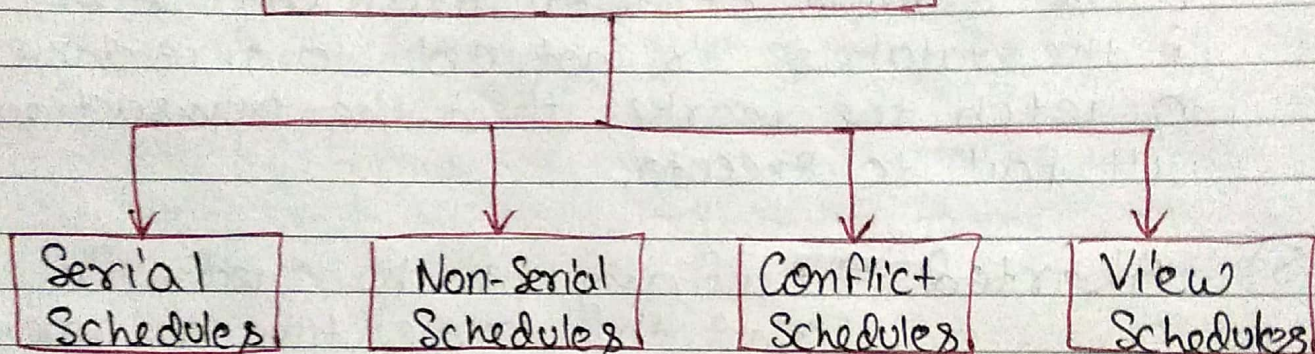 Serial
Schedules
Non-Serial
Schedules
Conflict
Schedules
View
Schedules